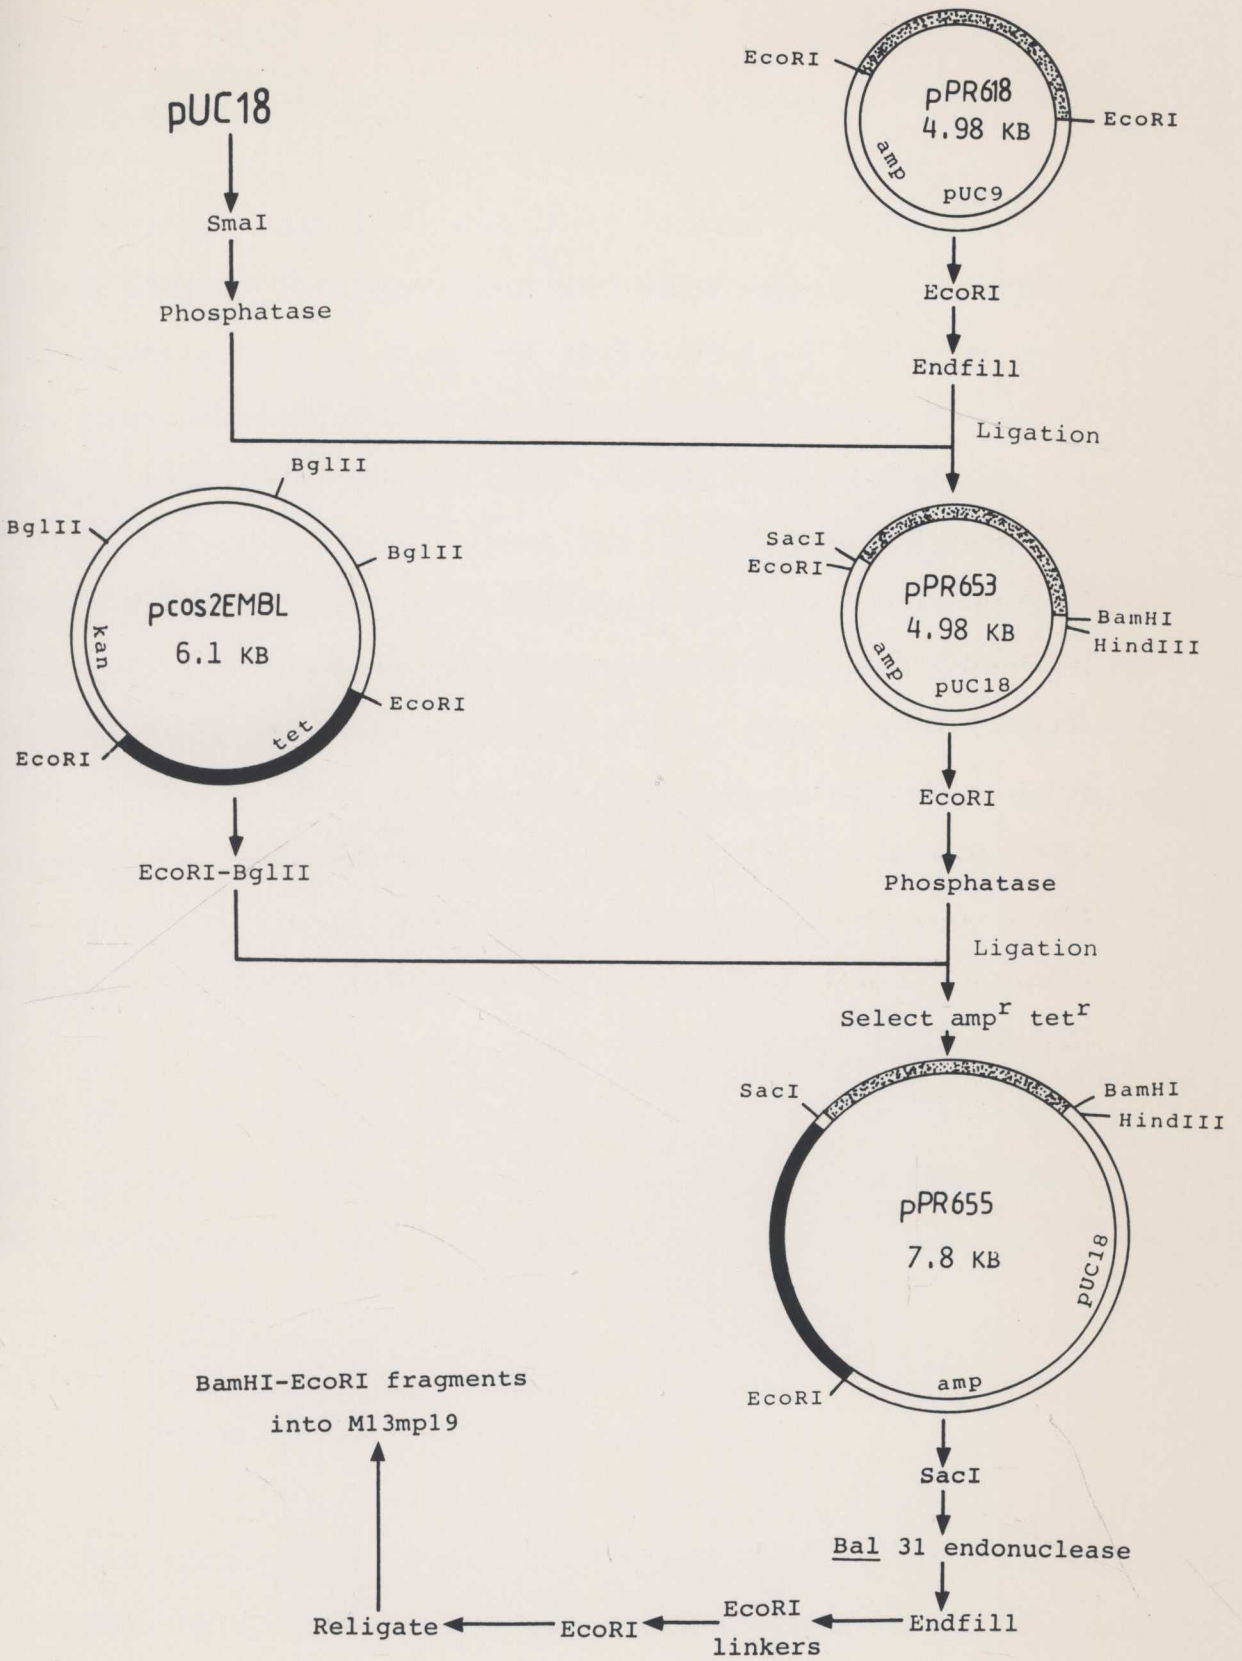 pUC18
SmaI
Phosphatase
EcoRI
pPR618
4.98 KB
EcoRI
amp
pUC9
EcoRI
Endfill
Ligation
BglII
BglII
BglII
pcos2EMBL
6.1 KB
kan
tet
EcoRI
EcoRI
EcoRI-BglII
SacI
EcoRI
pPR653
4.98 KB
BamHI
HindIII
amp
pUC18
EcoRI
Phosphatase
Ligation
Select ampr tetr
SacI
BamHI
HindIII
pPR655
7.8 KB
pUC18
amp
EcoRI
SacI
Bal 31 endonuclease
Endfill
EcoRI
linkers
EcoRI
Religate
BamHI-EcoRI fragments
into M13mp19